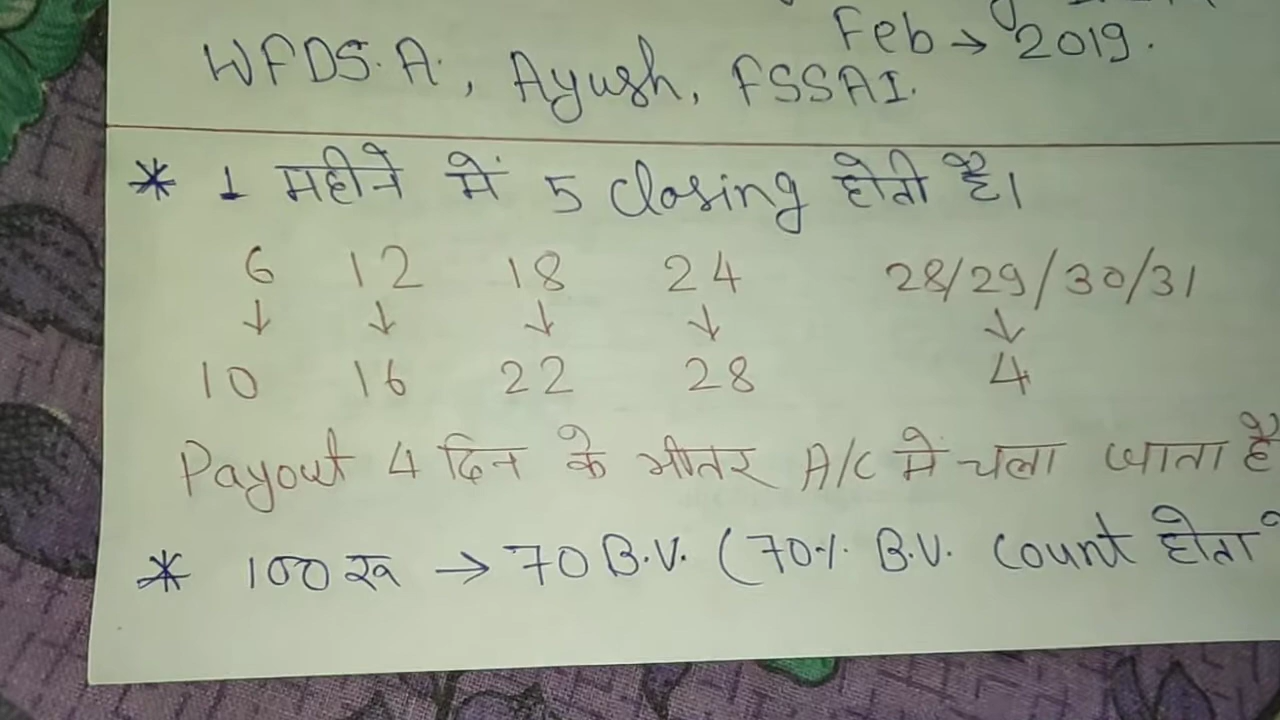 Feb → 2019.
WFDS.A., Ayush, FSSAI.
* 1 महीने में 5 Closing होती है।
6 12 18 24 28/29/30/31
↓ ↓ ↓ ↓ ↓
10 16 22 28 4
Payout 4 दिन के भीतर A/C मे चला जाता है
* 100 रू → 70 B.V. (70% B.V. Count होता